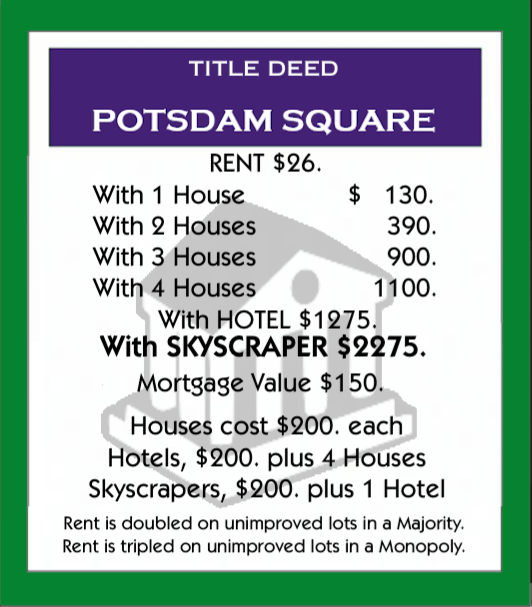 TITLE DEED
POTSDAM SQUARE
RENT $26.
With 1 House $ 130.
With 2 Houses 390.
With 3 Houses 900.
With 4 Houses 1100.
With HOTEL $1275.
With SKYSCRAPER $2275.
Mortgage Value $150.
Houses cost $200. each
Hotels, $200. plus 4 Houses
Skyscrapers, $200. plus 1 Hotel
Rent is doubled on unimproved lots in a Majority.
Rent is tripled on unimproved lots in a Monopoly.